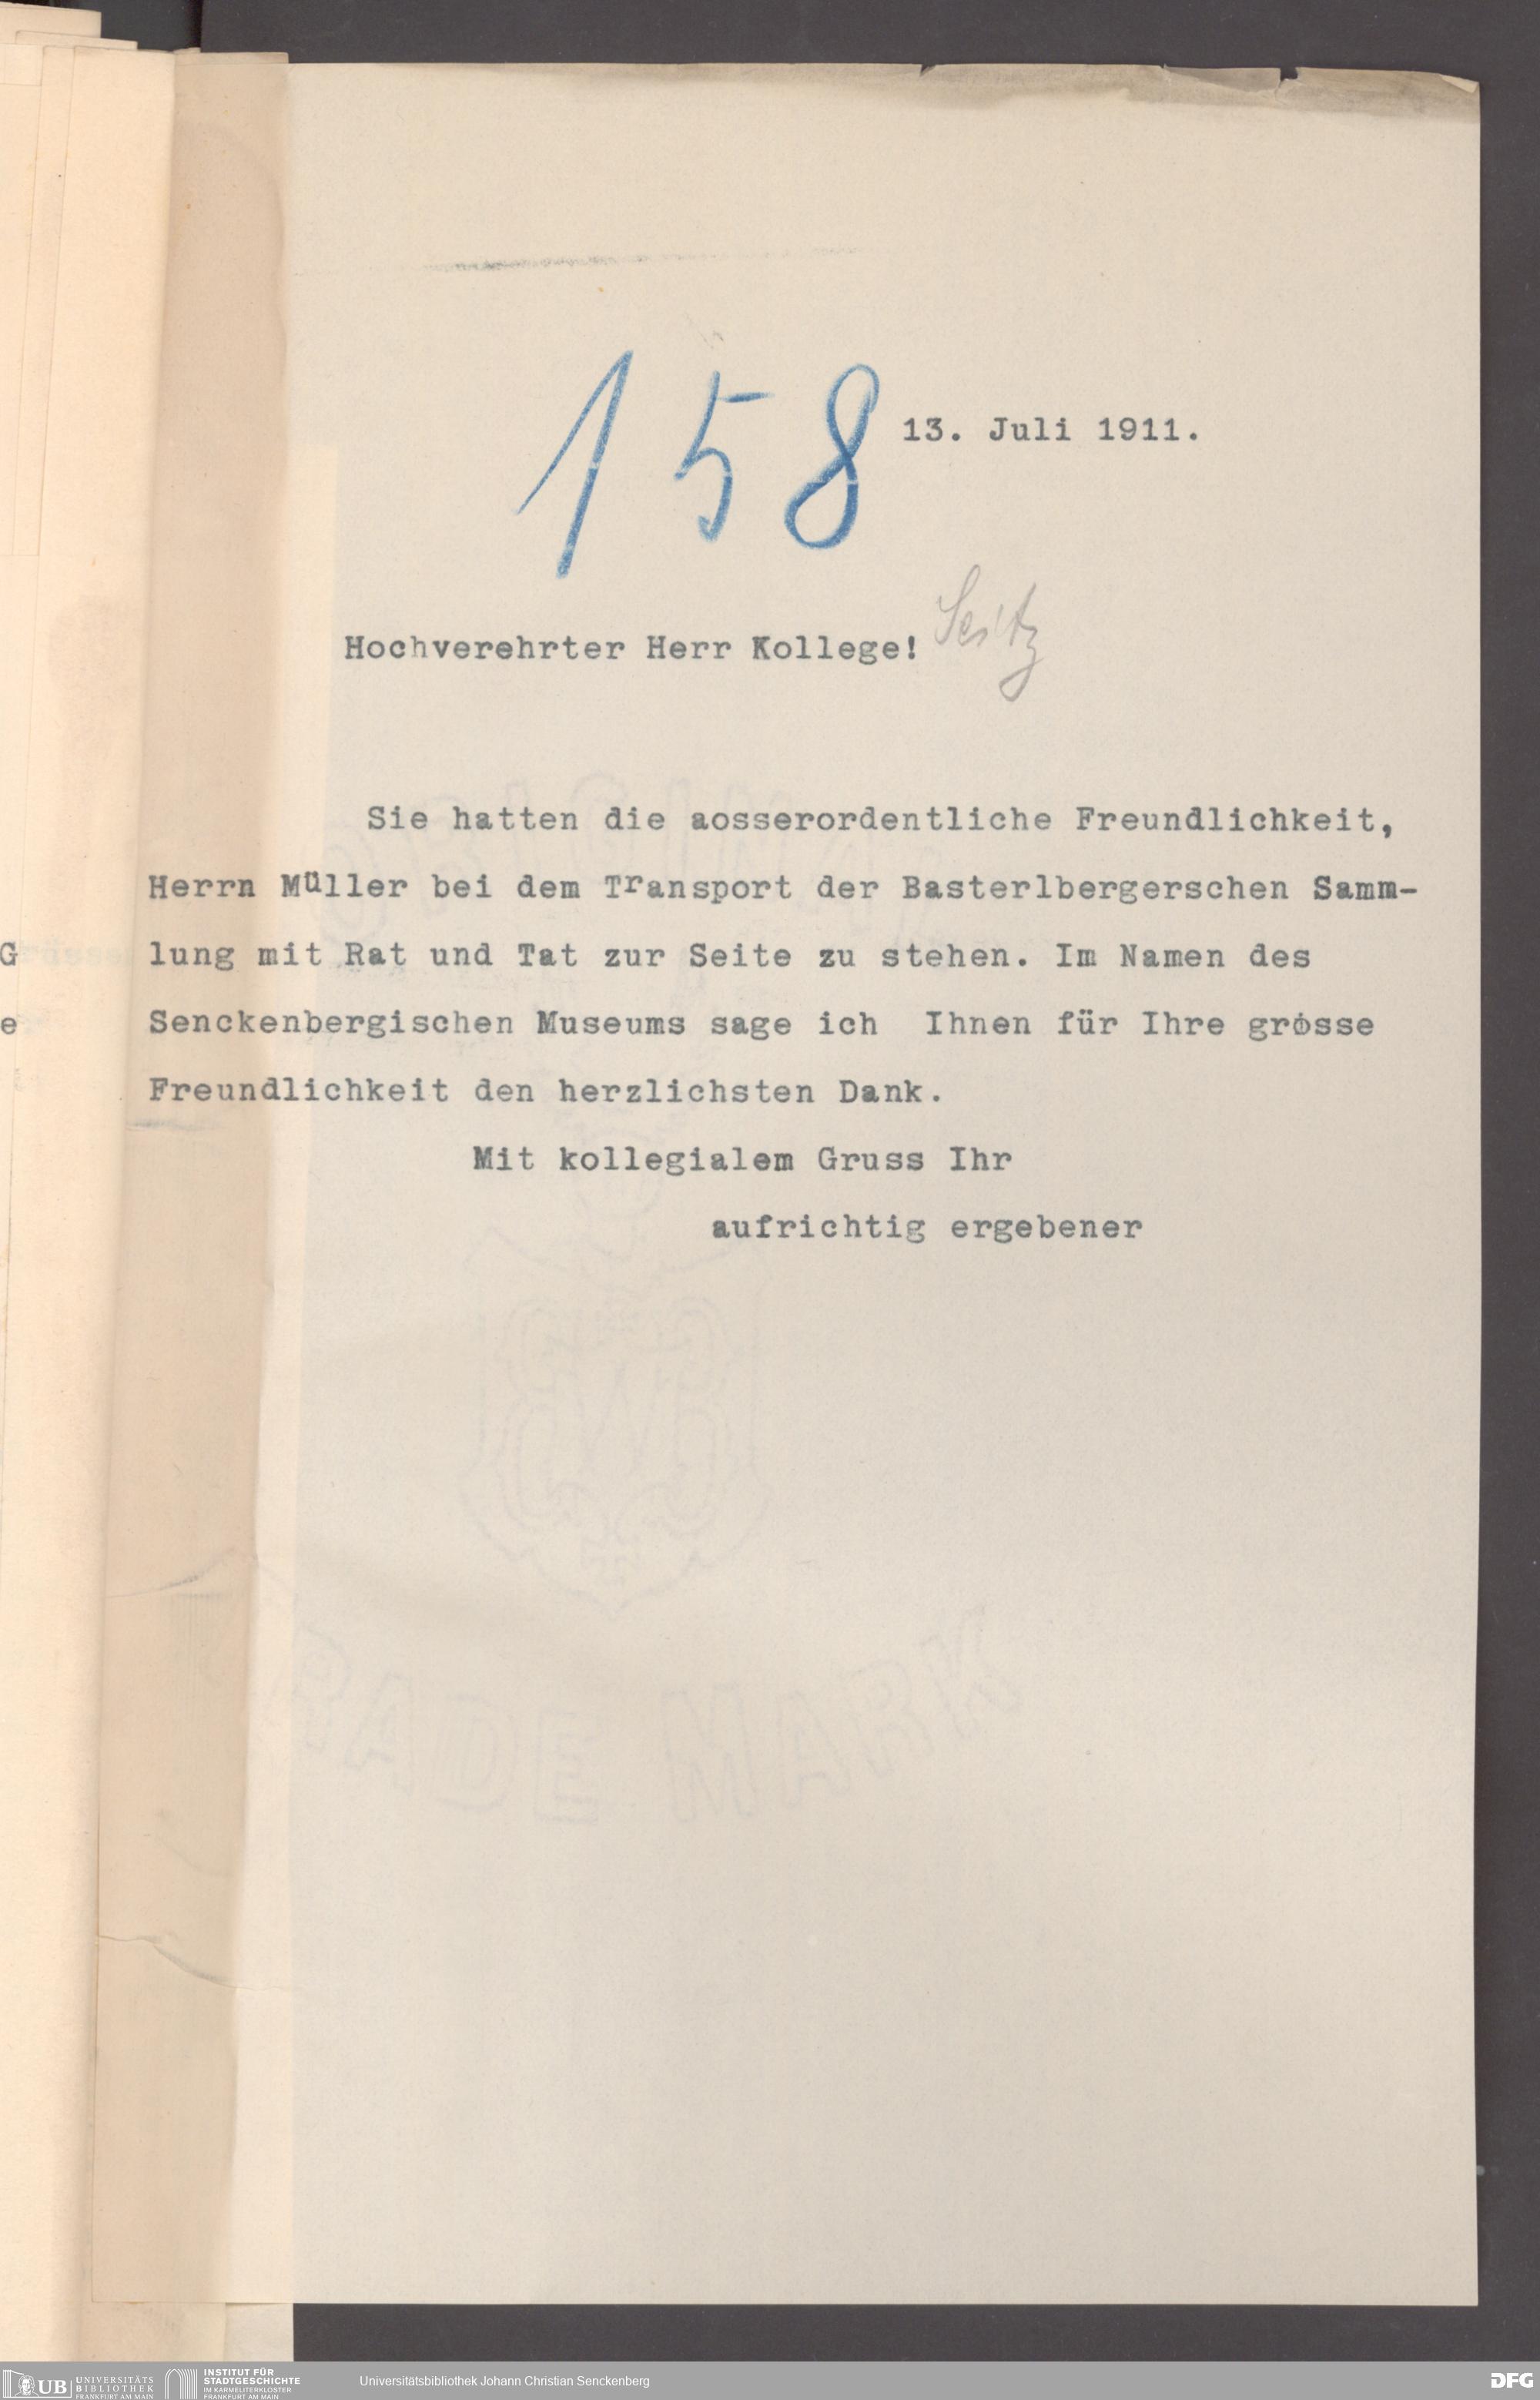 158
13. Juli 1911.
Hochverehrter Herr Kollege! Seitz
Sie hatten die aosserordentliche Freundlichkeit,
Herrn Müller bei dem Transport der Basterlbergerschen Samm-
lung mit Rat und Tat zur Seite zu stehen. Im Namen des
Senckenbergischen Museums sage ich  Ihnen für Ihre grosse
Freundlichkeit den herzlichsten Dank.
Mit kollegialem Gruss Ihr
aufrichtig ergebener
G
e
UB UNIVERSITÄTS
BIBLIOTHEK
FRANKFURT AM MAIN
INSTITUT FÜR
STADTGESCHICHTE
IM KARMELITERKLOSTER
FRANKFURT AM MAIN
Universitätsbibliothek Johann Christian Senckenberg
DFG